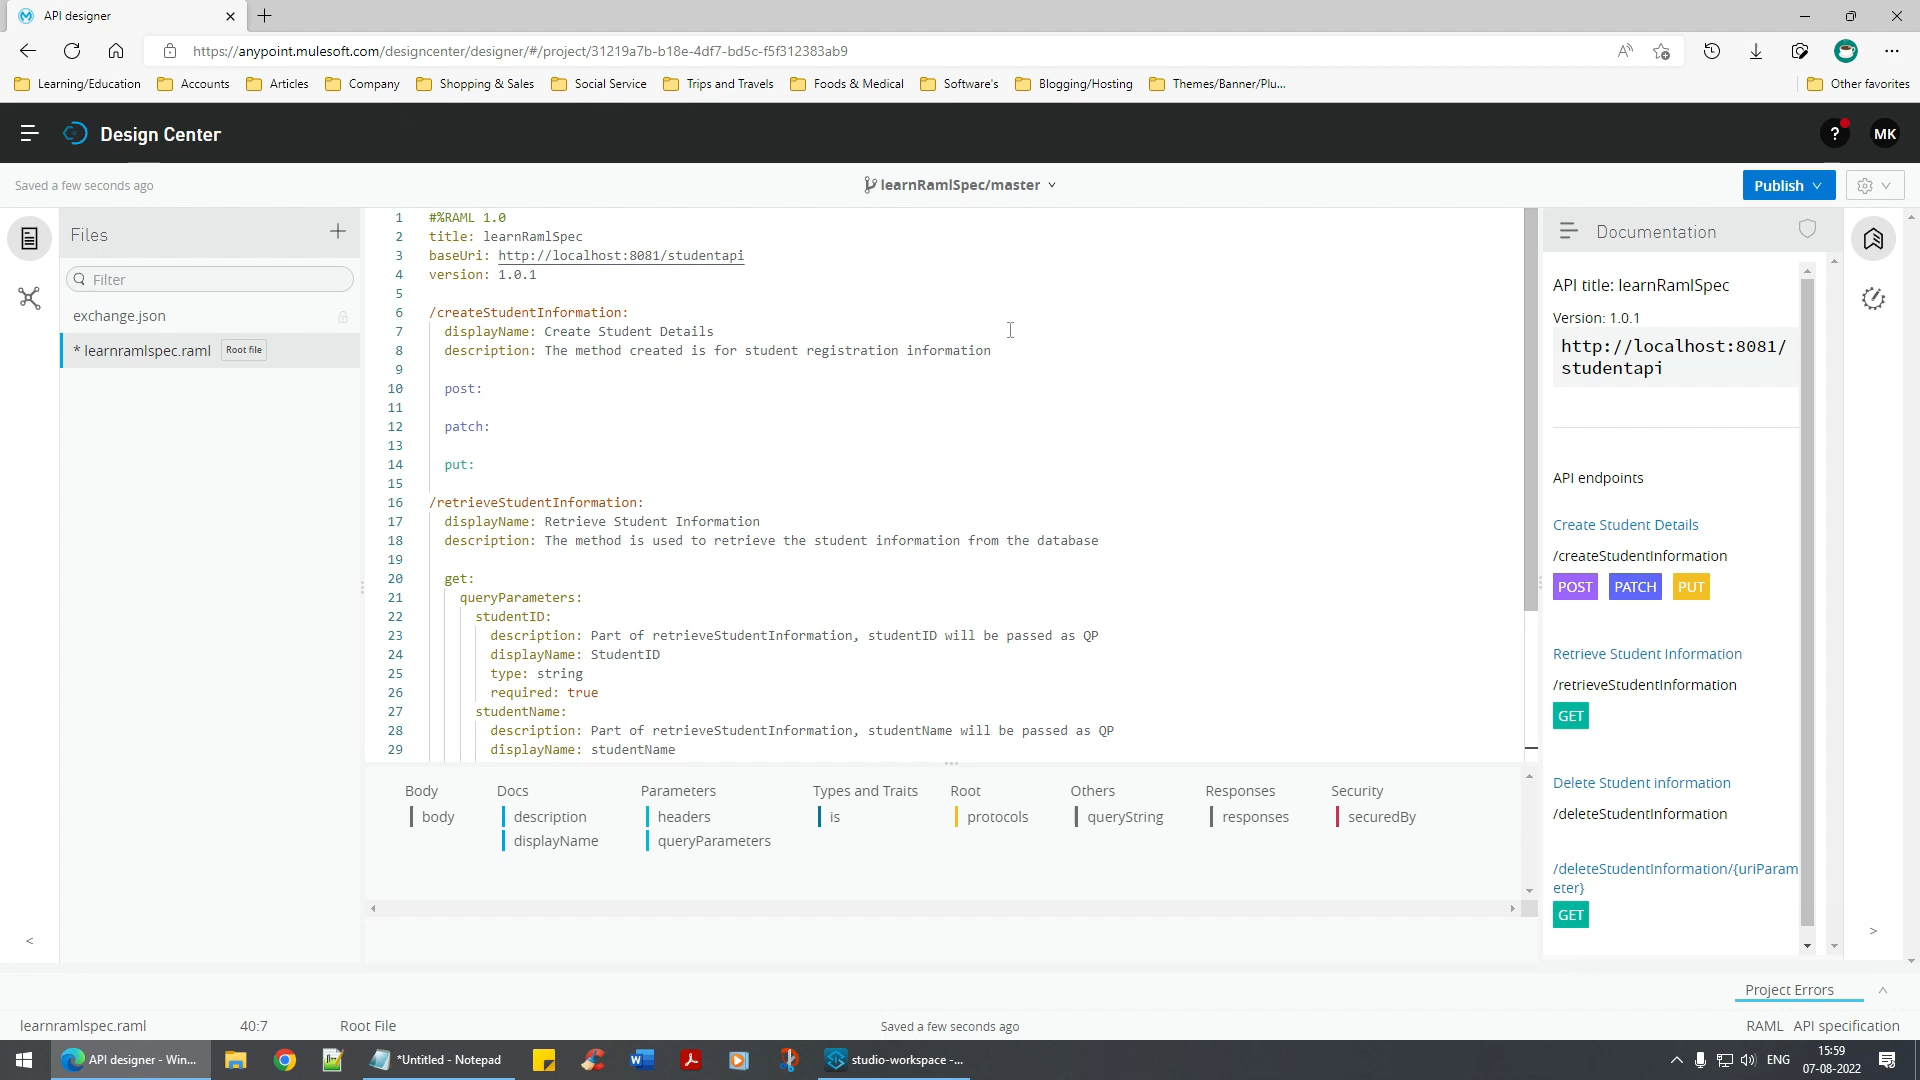 API designer
https://anypoint.mulesoft.com/designcenter/designer/#/project/31219a7b-b18e-4df7-bd5c-f5f312383ab9
Learning/Education Accounts Articles Company Shopping & Sales Social Service Trips and Travels Foods & Medical Software's Blogging/Hosting Themes/Banner/Plu... Other favorites
Design Center ? MK
Saved a few seconds ago learnRamlSpec/master Publish
Files
Filter
exchange.json
* learnramlspec.raml Root file
1 #%RAML 1.0
2 title: learnRamlSpec
3 baseUri: http://localhost:8081/studentapi
4 version: 1.0.1
5
6 /createStudentInformation:
7 displayName: Create Student Details
8 description: The method created is for student registration information
9
10 post:
11
12 patch:
13
14 put:
15
16 /retrieveStudentInformation:
17 displayName: Retrieve Student Information
18 description: The method is used to retrieve the student information from the database
19
20 get:
21 queryParameters:
22 studentID:
23 description: Part of retrieveStudentInformation, studentID will be passed as QP
24 displayName: StudentID
25 type: string
26 required: true
27 studentName:
28 description: Part of retrieveStudentInformation, studentName will be passed as QP
29 displayName: studentName
Body Docs Parameters Types and Traits Root Others Responses Security
body description headers is protocols queryString responses securedBy
displayName queryParameters
Documentation
API title: learnRamlSpec
Version: 1.0.1
http://localhost:8081/
studentapi
API endpoints
Create Student Details
/createStudentInformation
POST PATCH PUT
Retrieve Student Information
/retrieveStudentInformation
GET
Delete Student information
/deleteStudentInformation
/deleteStudentInformation/{uriParam
eter}
GET
Project Errors
learnramlspec.raml 40:7 Root File Saved a few seconds ago RAML API specification
API designer - Win... *Untitled - Notepad studio-workspace -... ENG 15:59
07-08-2022